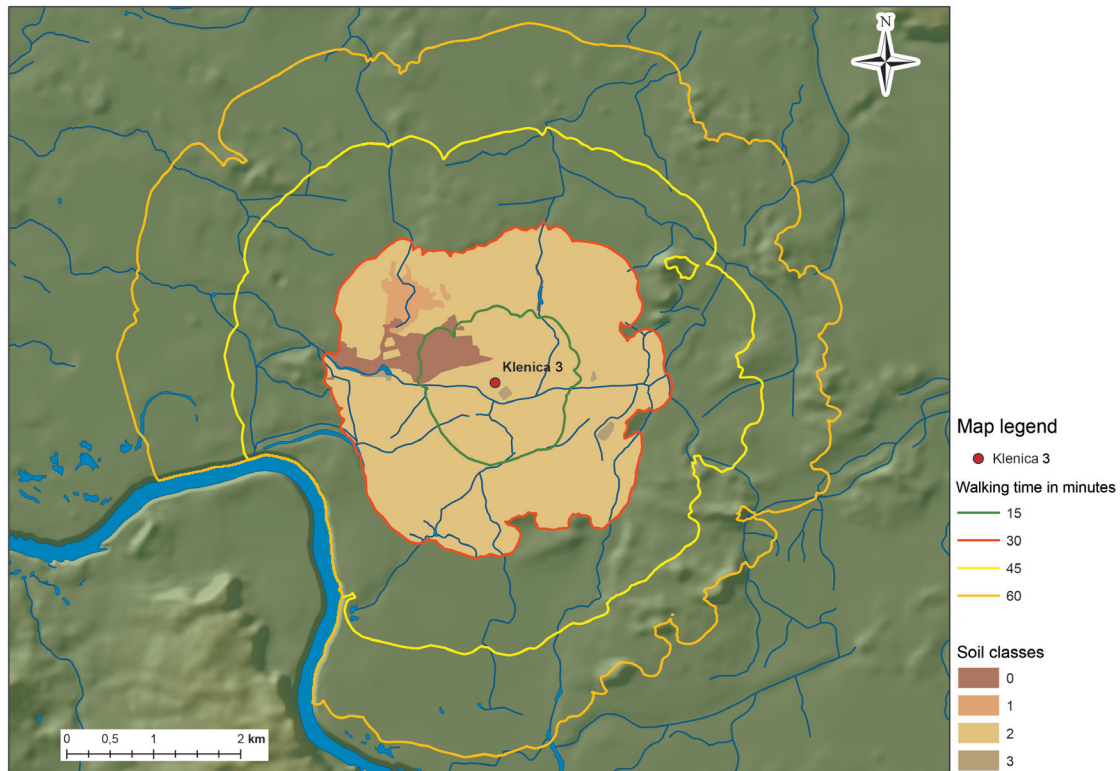 N
Klenica 3
Map legend
Klenica 3
Walking time in minutes
15
30
45
60
Soil classes
0
1
2
3
0 0,5 1 2 km